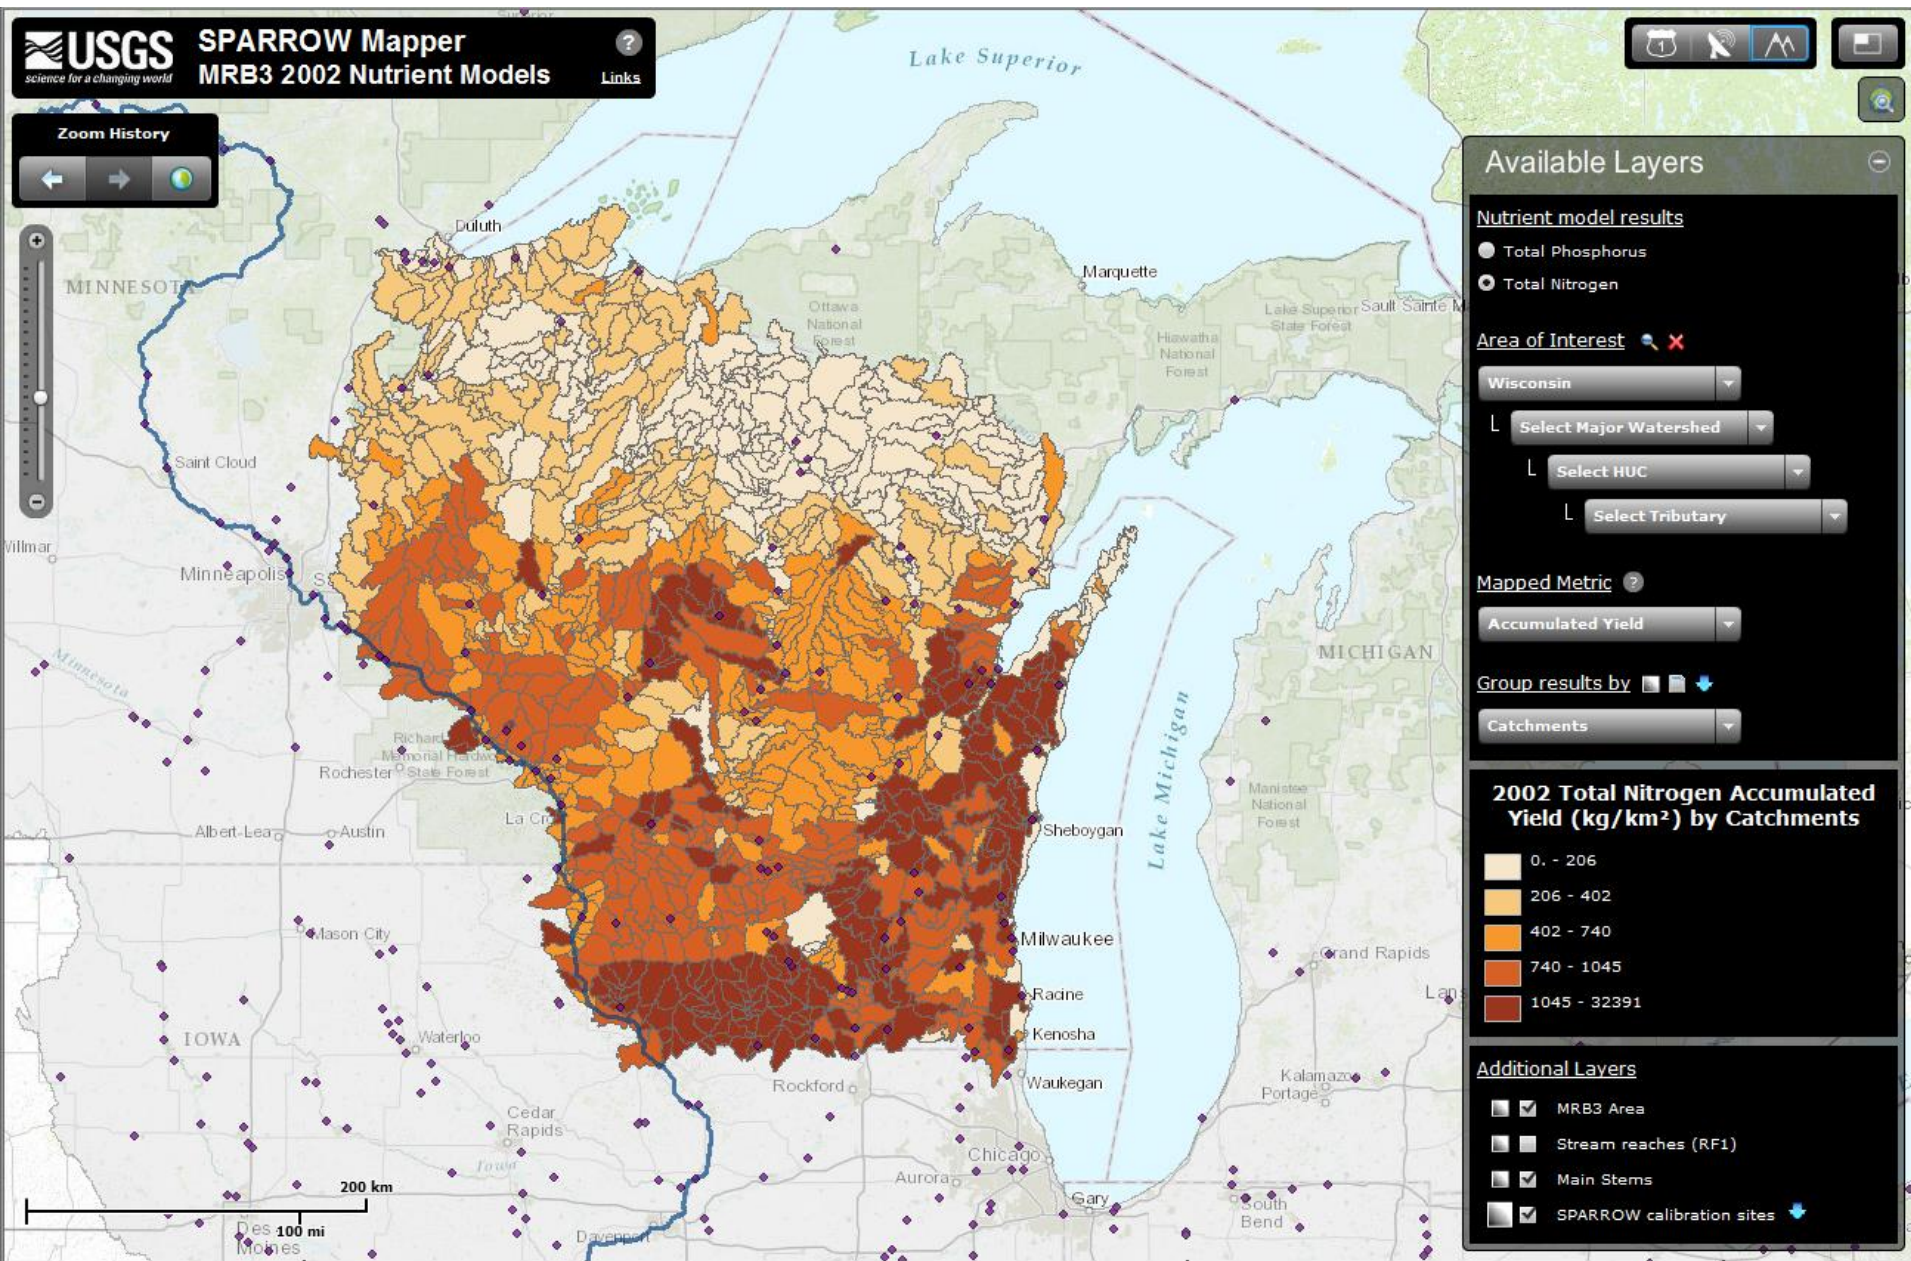 USGS
science for a changing world
SPARROW Mapper
MRB3 2002 Nutrient Models
?
Links
Zoom History
Lake Superior
Duluth
MINNESOTA
Marquette
Ottawa
National
Forest
Hiawatha
National
Forest
Lake Superior
State Forest
Sault Sainte M
Saint Cloud
Willmar
Minneapolis
Minnesota
MICHIGAN
Lake Michigan
Richard
Memorial Hardwo
State Forest
Rochester
Manistee
National
Forest
La Cro
Albert Lea
Austin
Sheboygan
Mason City
Milwaukee
Grand Rapids
Lans
Racine
Kenosha
IOWA
Waterloo
Waukegan
Rockford
Kalamazoo
Portage
Cedar
Rapids
Iowa
Chicago
Aurora
Gary
South
Bend
Des
Moines
Davenport
200 km
100 mi
Available Layers
Nutrient model results
Total Phosphorus
Total Nitrogen
Area of Interest
Wisconsin
Select Major Watershed
Select HUC
Select Tributary
Mapped Metric ?
Accumulated Yield
Group results by
Catchments
2002 Total Nitrogen Accumulated
Yield (kg/km²) by Catchments
0. - 206
206 - 402
402 - 740
740 - 1045
1045 - 32391
Additional Layers
MRB3 Area
Stream reaches (RF1)
Main Stems
SPARROW calibration sites